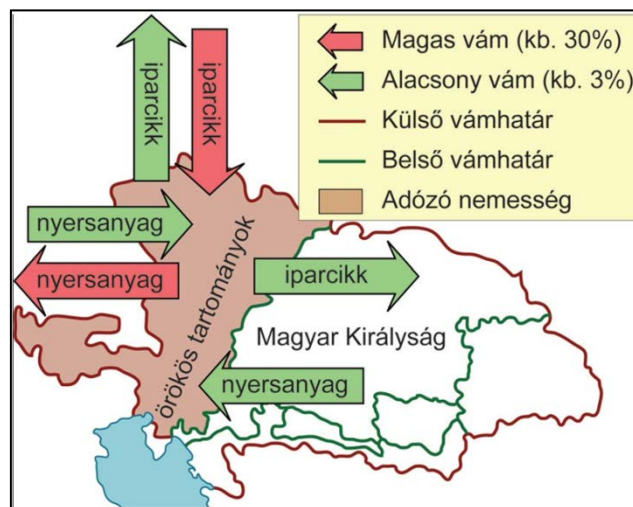 iparcikk
iparcikk
Magas vám (kb. 30%)
Alacsony vám (kb. 3%)
Külső vámhatár
Belső vámhatár
Adózó nemesség
nyersanyag
nyersanyag
örökös tartományok
iparcikk
Magyar Királyság
nyersanyag